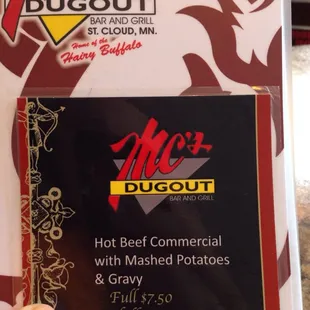 DUGOUT
BAR AND GRILL
ST. CLOUD, MN.
Home of the
Hairy Buffalo
MC's
DUGOUT
BAR AND GRILL
Hot Beef Commercial
with Mashed Potatoes
& Gravy
Full $7.50